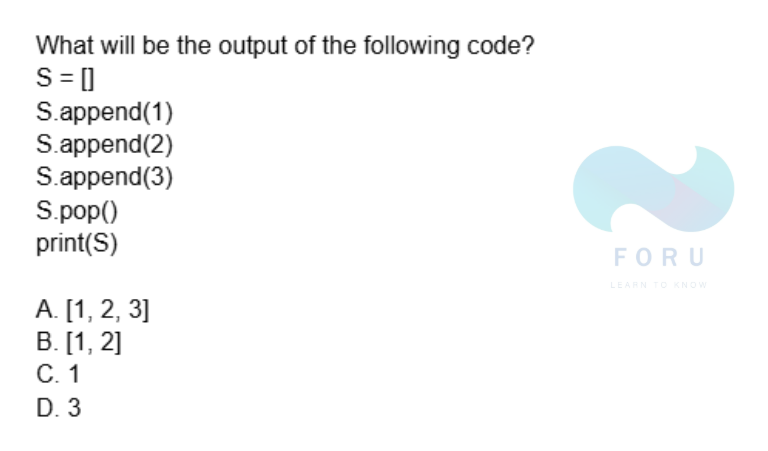 What will be the output of the following code?
S = []
S.append(1)
S.append(2)
S.append(3)
S.pop()
print(S)
A. [1, 2, 3]
B. [1, 2]
C. 1
D. 3
FORU
LEARN TO KNOW